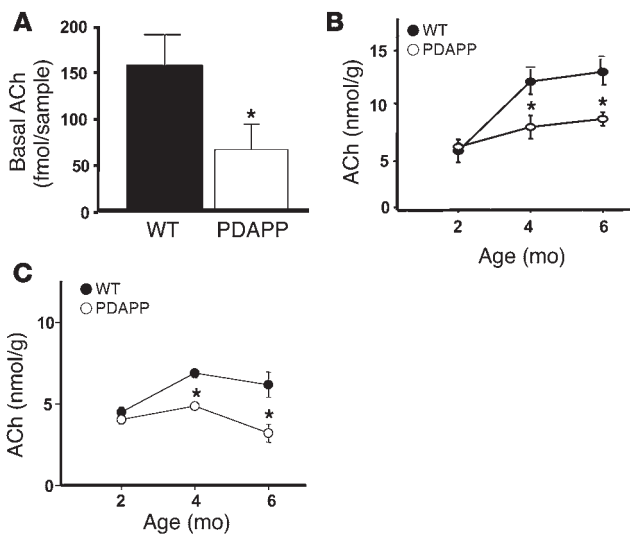 A
Basal ACh
(fmol/sample)
200
150
100
50
0
*
WT
PDAPP
B
WT
PDAPP
ACh (nmol/g)
15
10
5
0
*
*
2
4
6
Age (mo)
C
WT
PDAPP
ACh (nmol/g)
10
5
0
*
*
2
4
6
Age (mo)